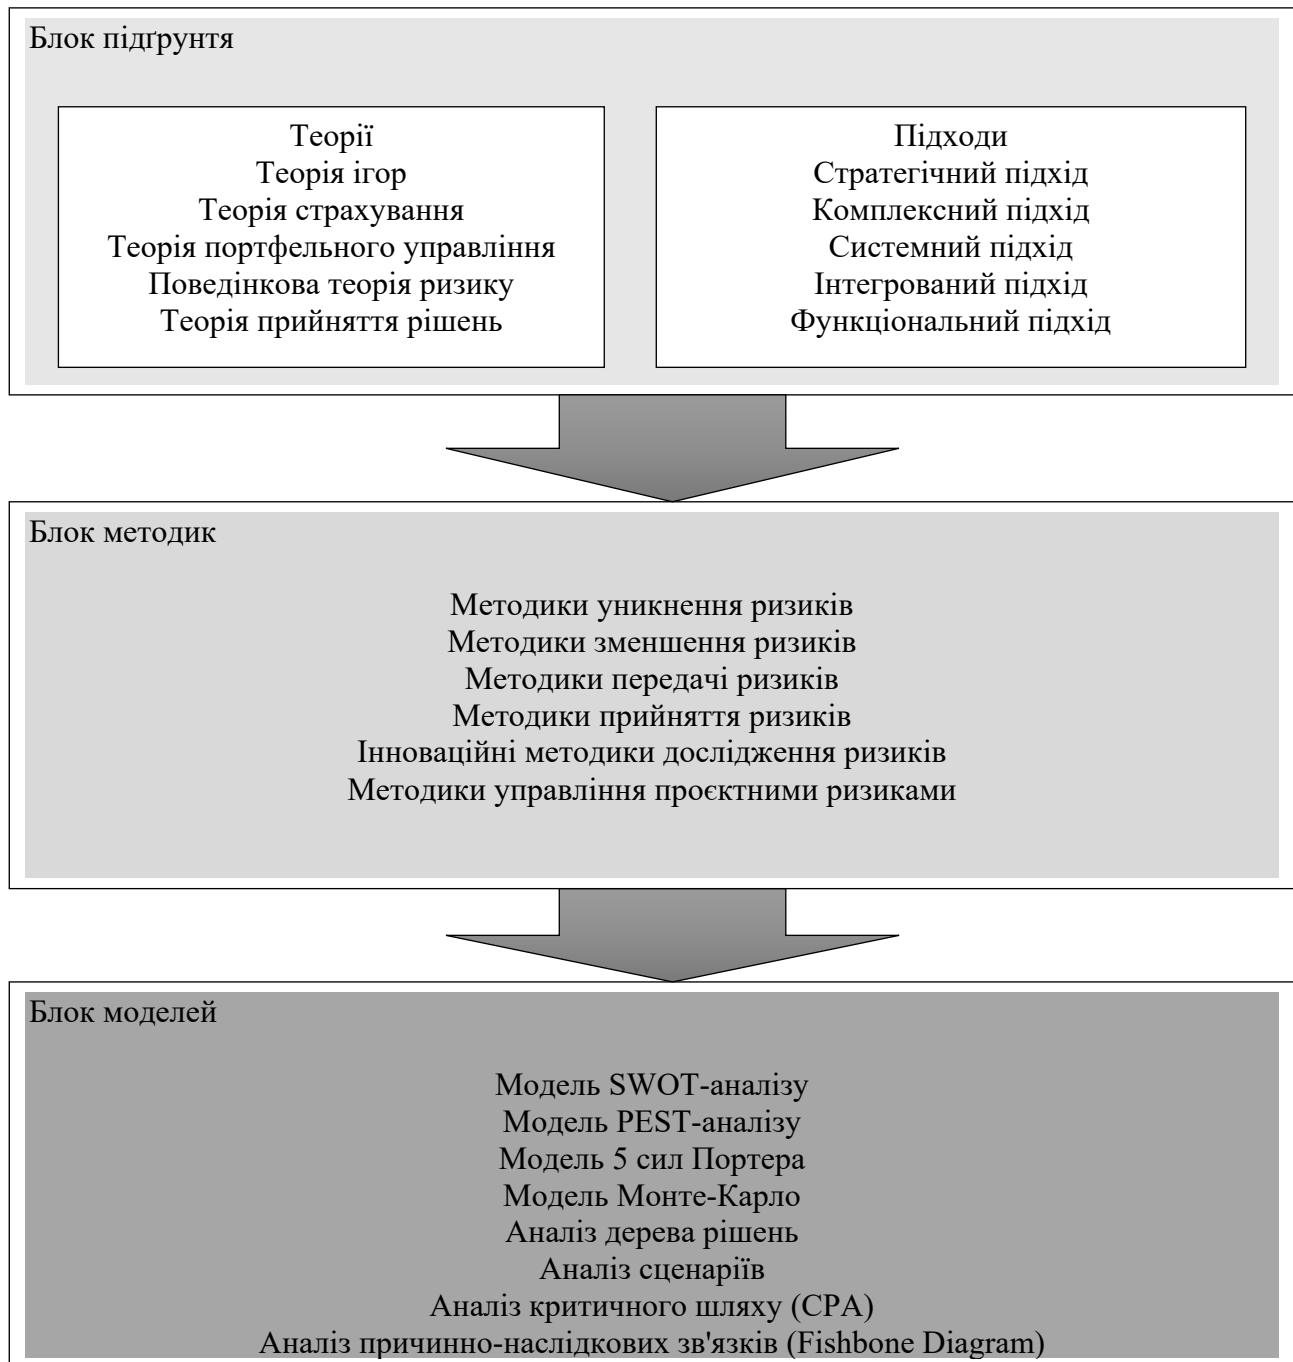 Блок підґрунтя
Теорії
Теорія ігор
Теорія страхування
Теорія портфельного управління
Поведінкова теорія ризику
Теорія прийняття рішень
Підходи
Стратегічний підхід
Комплексний підхід
Системний підхід
Інтегрований підхід
Функціональний підхід
Блок методик
Методики уникнення ризиків
Методики зменшення ризиків
Методики передачі ризиків
Методики прийняття ризиків
Інноваційні методики дослідження ризиків
Методики управління проєктними ризиками
Блок моделей
Модель SWOT-аналізу
Модель PEST-аналізу
Модель 5 сил Портера
Модель Монте-Карло
Аналіз дерева рішень
Аналіз сценаріїв
Аналіз критичного шляху (CPA)
Аналіз причинно-наслідкових зв'язків (Fishbone Diagram)